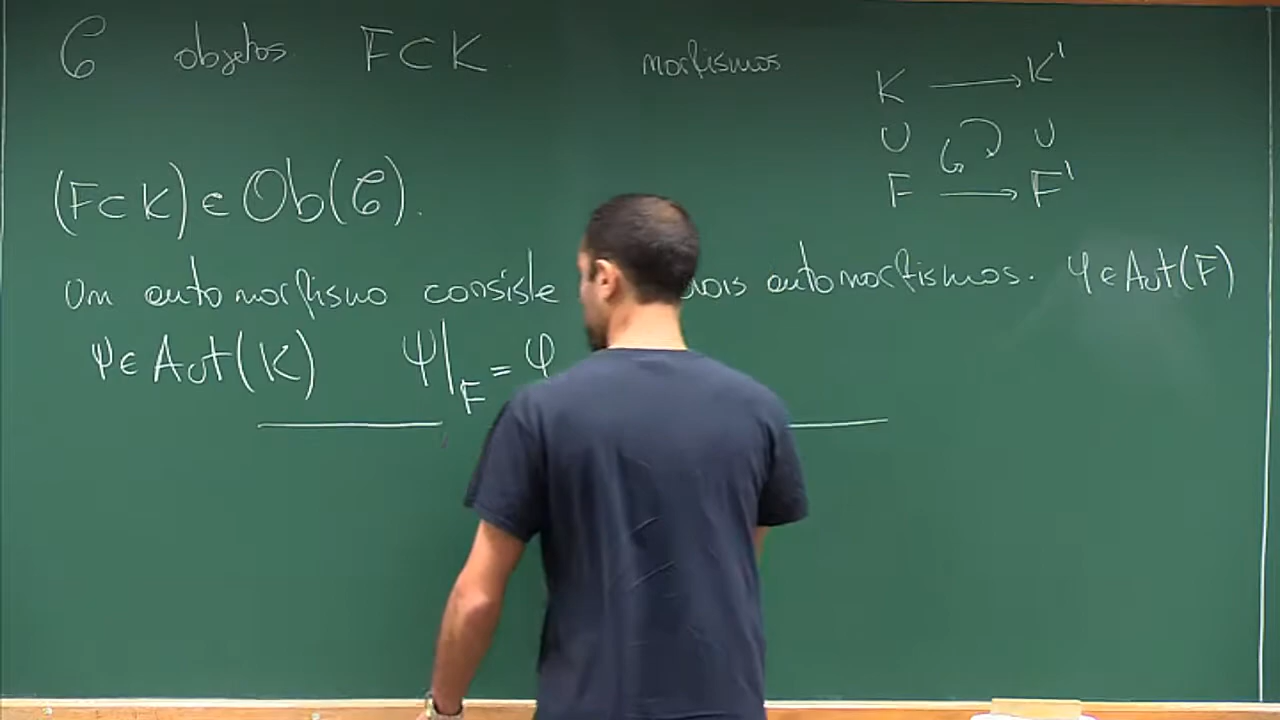 C objetos F ⊂ K morfismos
K ⟶ K'
∪ ∪
F ⟶ F'
(F ⊂ K) ∈ Ob(C).
Um automorfismo consiste dois automorfismos. φ ∈ Aut(F)
ψ ∈ Aut(K) ψ|_F = φ